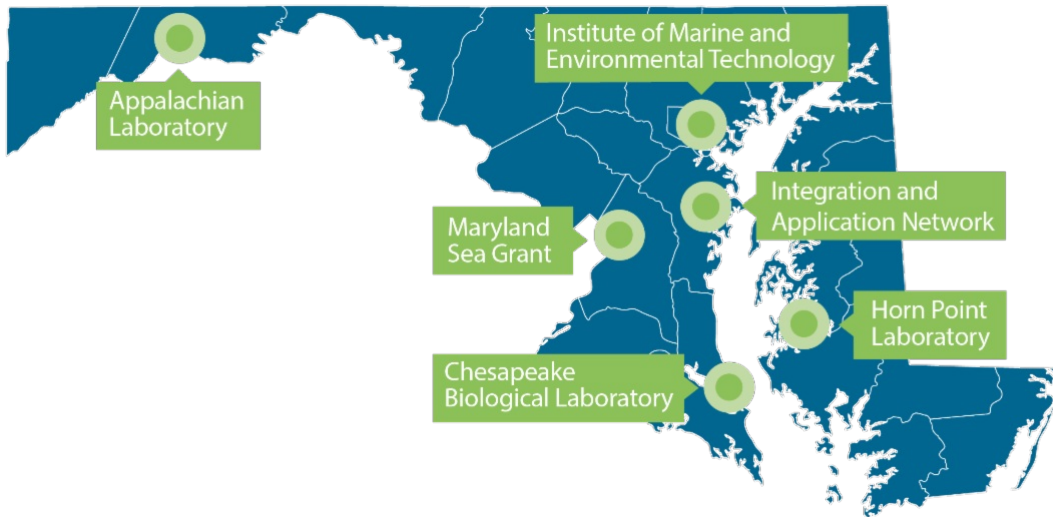 Institute of Marine and
Environmental Technology
Appalachian
Laboratory
Integration and
Application Network
Maryland
Sea Grant
Horn Point
Laboratory
Chesapeake
Biological Laboratory